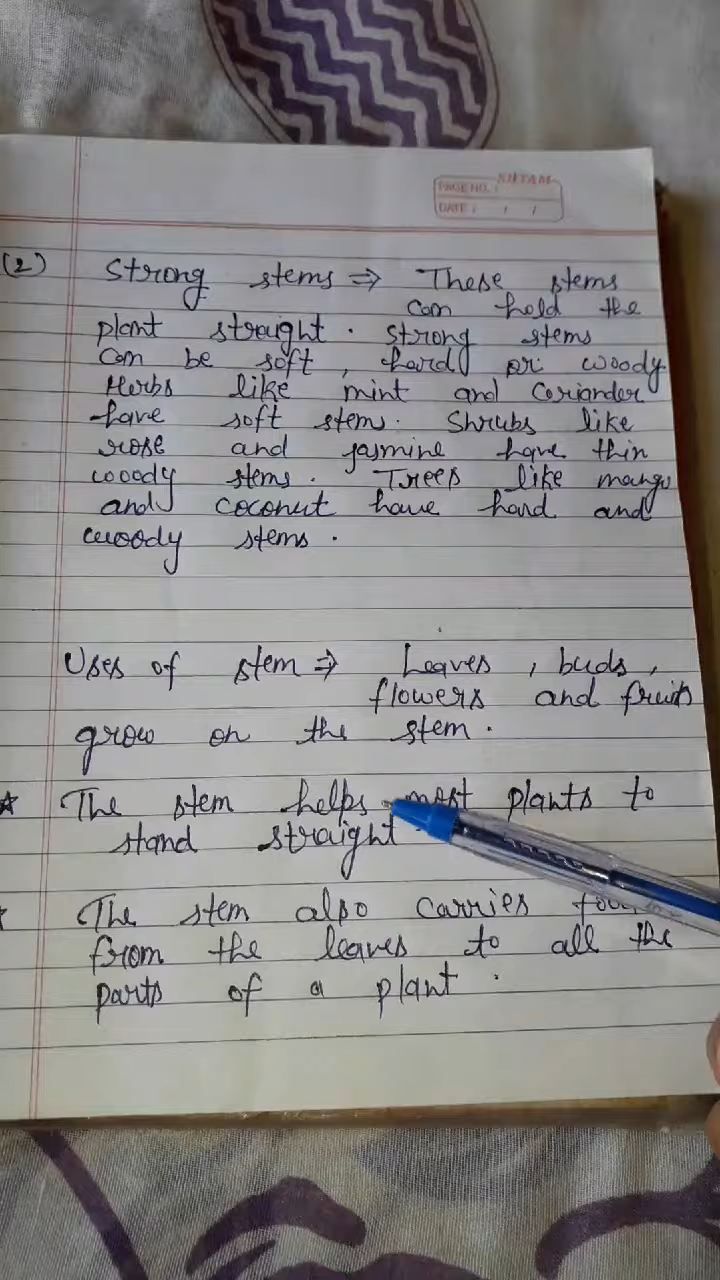 PAGE NO. :
DATE : / /
(2) Strong stems ⇒ These stems
can hold the
plant straight . Strong stems
can be soft , hard or woody
Herbs like mint and Coriander
have soft stem . Shrubs like
rose and jasmine have thin
woody stems . Trees like mango
and coconut have hard and
woody stems .
Uses of stem ⇒ Leaves , buds ,
flowers and fruits
grow on the stem .
☆ The stem helps most plants to
stand straight
The stem also carries
from the leaves to all the
parts of a plant .